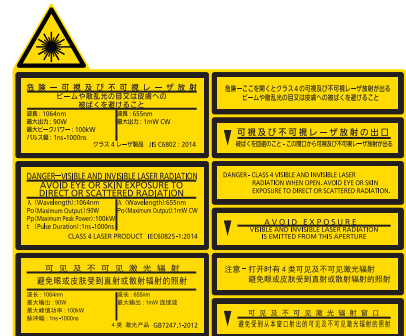 危険ー可視及び不可視レーザ放射
ビームや散乱光の目又は皮膚への
被ばくを避けること
波長：1064nm
最大出力：90W
最大ピークパワー：100kW
パルス幅：1ns-1000ns
波長：655nm
最大出力：1mW CW
クラス 4 レーザ製品 JIS C6802：2014
危険ーここを開くとクラス4の可視及び不可視レーザ放射が出る
ビームや散乱光の目又は皮膚への被ばくを避けること
可視及び不可視レーザ放射の出口
被ばくを回避のこと・この開口から可視及び不可視レーザ放射が出る
DANGER–VISIBLE AND INVISIBLE LASER RADIATION
AVOID EYE OR SKIN EXPOSURE TO
DIRECT OR SCATTERED RADIATION
λ (Wavelength):1064nm
Po(Maximum Output):90W
Pp(Maximum Peak Power):100kW
t (Pulse Duration):1ns-1000ns
λ (Wavelength):655nm
Po(Maximum Output):1mW CW
CLASS 4 LASER PRODUCT IEC60825-1:2014
DANGER– CLASS 4 VISIBLE AND INVISIBLE LASER
RADIATION WHEN OPEN. AVOID EYE OR SKIN
EXPOSURE TO DIRECT OR SCATTERED RADIATION.
AVOID EXPOSURE
VISIBLE AND INVISIBLE LASER RADIATION
IS EMITTED FROM THIS APERTURE
可见及不可见激光辐射
避免眼或皮肤受到直射或散射辐射的照射
波长：1064nm
最大输出：90W
最大峰值功率：100kW
脉冲幅：1ns-1000ns
波长：655nm
最大输出：1mW 连续波
4 类 激光产品 GB7247.1-2012
注意－打开时有 4 类可见及不可见激光辐射
避免眼或皮肤受到直射或散射辐射的照射
可见及不可见激光辐射窗口
避免受到从本窗口射出的可见及不可见激光辐射的照射